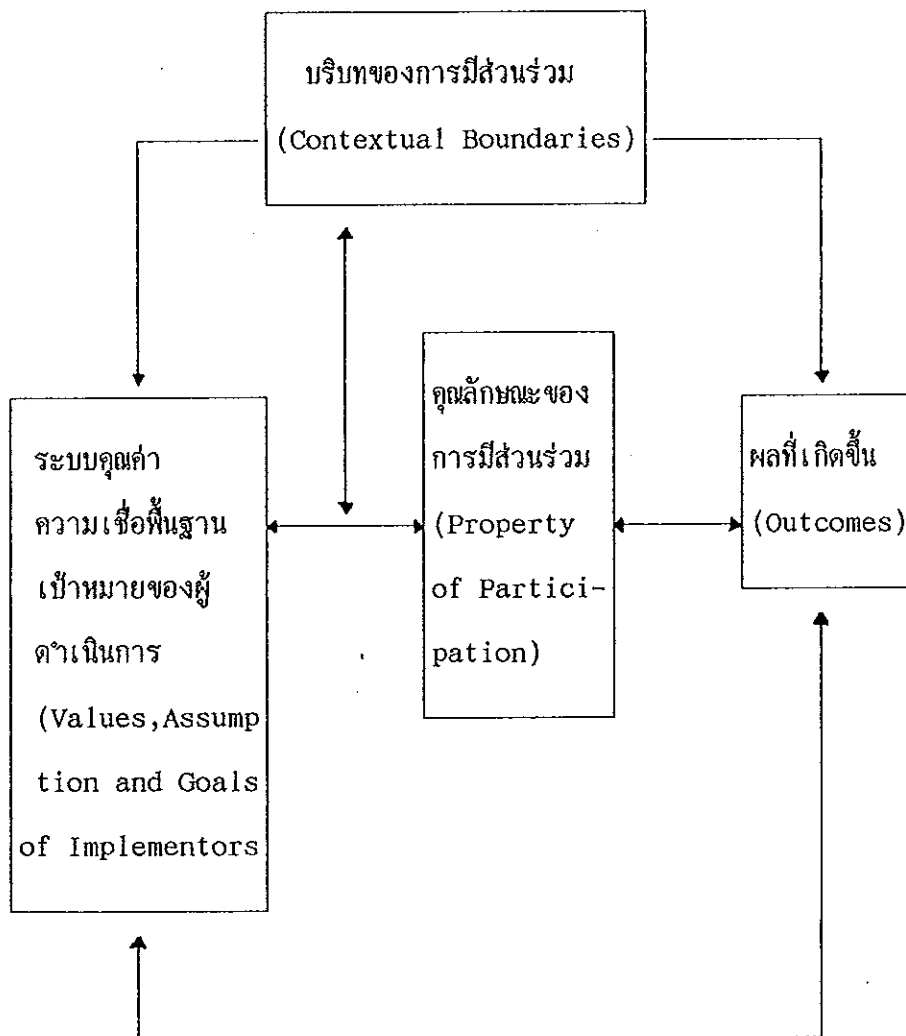 บริบทของการมีส่วนร่วม
(Contextual Boundaries)
ระบบคุณค่า
ความเชื่อพื้นฐาน
เป้าหมายของผู้
ดำเนินการ
(Values,Assump
tion and Goals
of Implementors
คุณลักษณะของ
การมีส่วนร่วม
(Property
of Partici-
pation)
ผลที่เกิดขึ้น
(Outcomes)